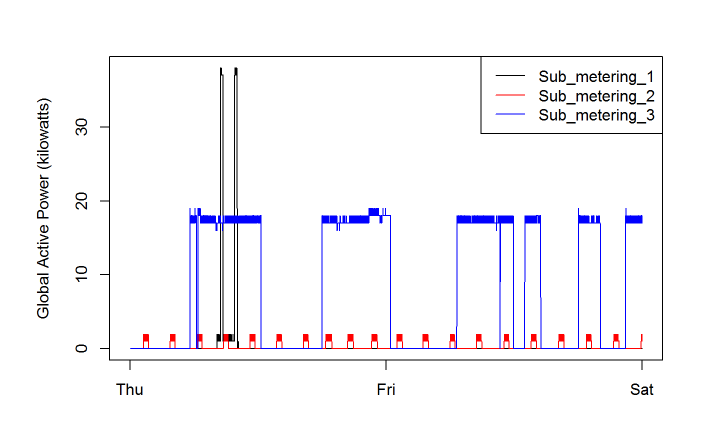 Sub_metering_1
Sub_metering_2
Sub_metering_3
Global Active Power (kilowatts)
30
20
10
0
Thu Fri Sat